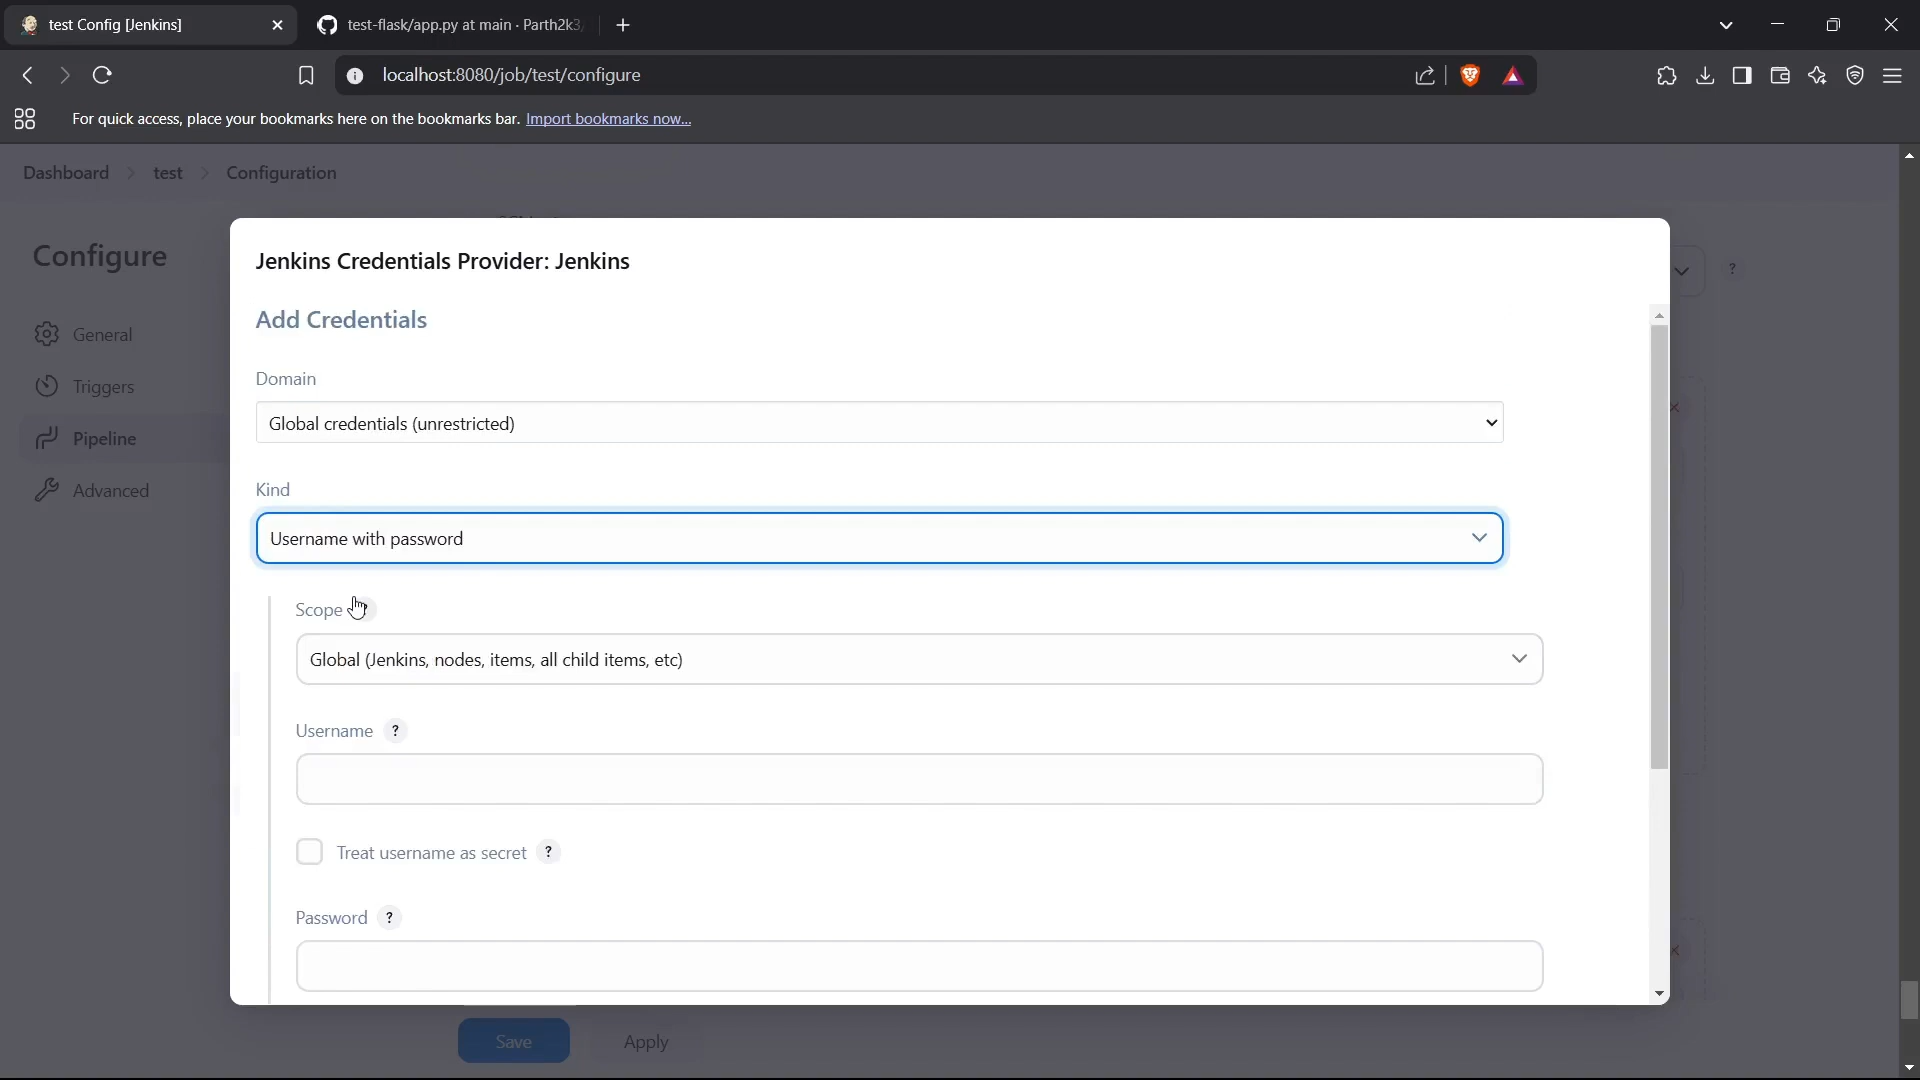 test Config [Jenkins]
test-flask/app.py at main · Parth2k3
localhost:8080/job/test/configure
For quick access, place your bookmarks here on the bookmarks bar. Import bookmarks now...
Dashboard > test > Configuration
Configure
General
Triggers
Pipeline
Advanced
Jenkins Credentials Provider: Jenkins
Add Credentials
Domain
Global credentials (unrestricted)
Kind
Username with password
Scope
Global (Jenkins, nodes, items, all child items, etc)
Username ?
Treat username as secret ?
Password ?
?
Save
Apply